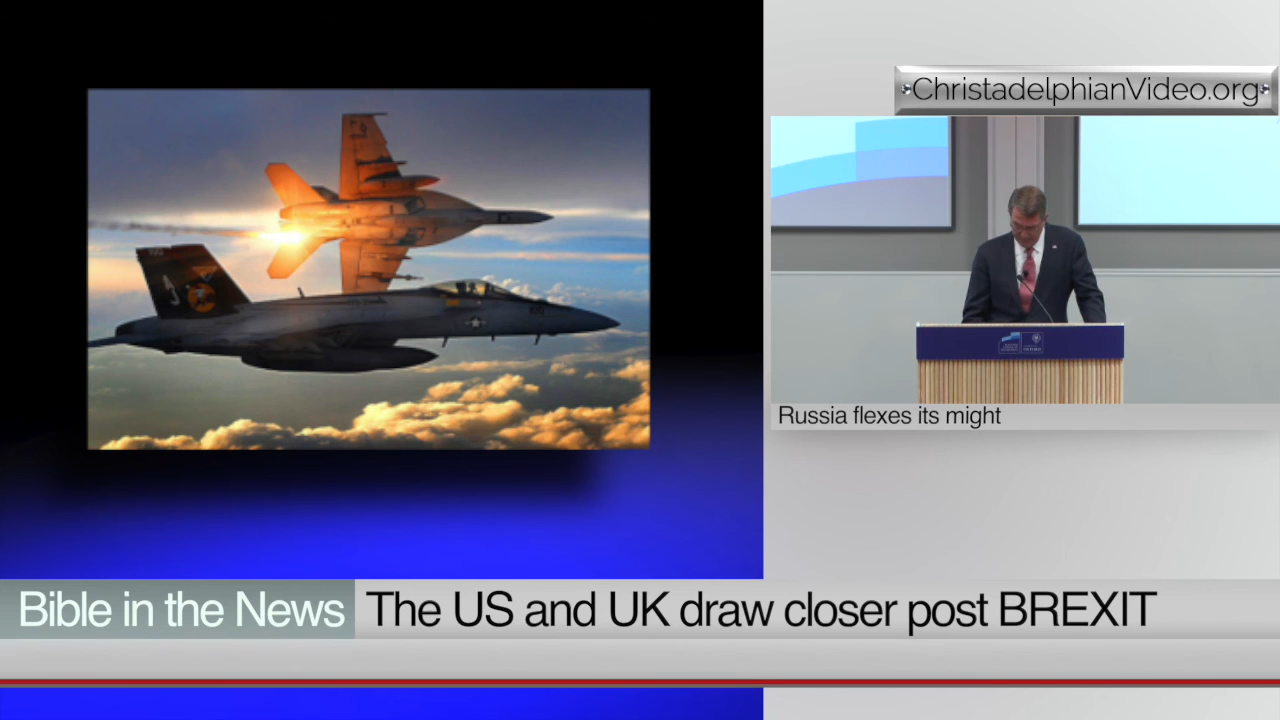 ChristadelphianVideo.org
Russia flexes its might
Bible in the News
The US and UK draw closer post BREXIT